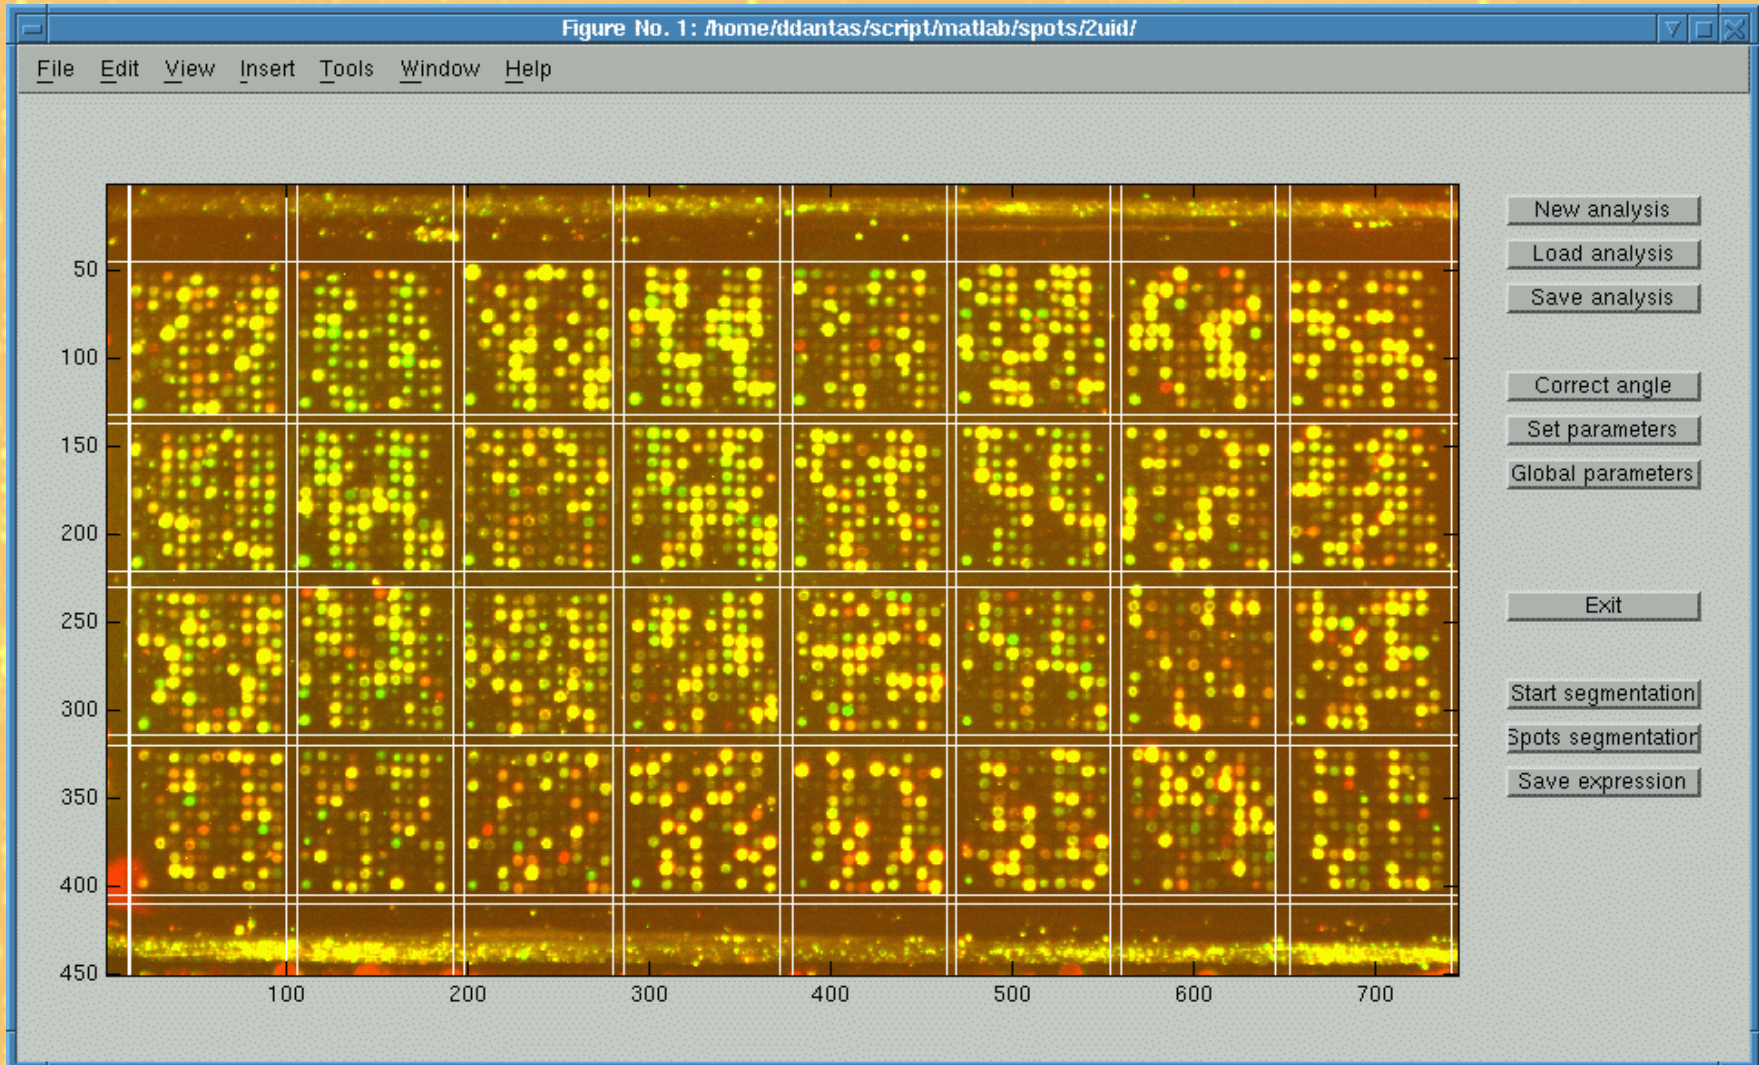 Figure No. 1: /home/ddantas/script/matlab/spots/2uid/
File Edit View Insert Tools Window Help
New analysis
Load analysis
Save analysis
Correct angle
Set parameters
Global parameters
Exit
Start segmentation
Spots segmentation
Save expression
50
100
150
200
250
300
350
400
450
100 200 300 400 500 600 700